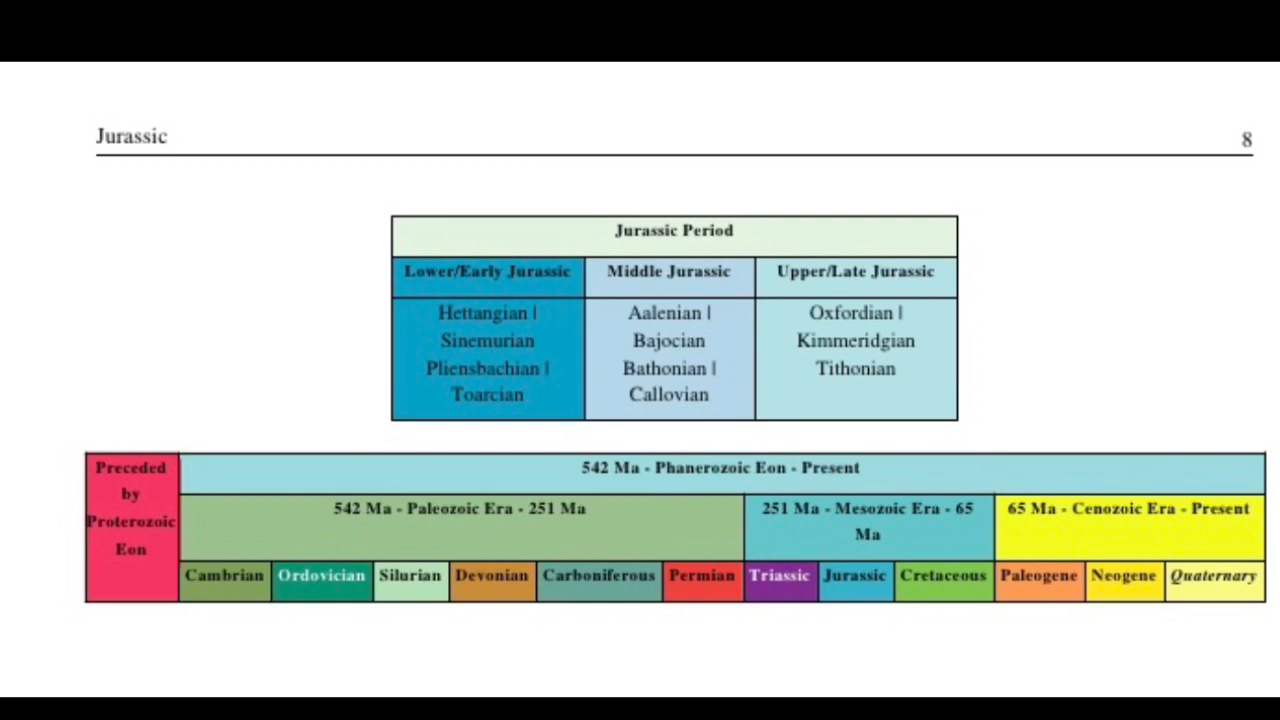 Jurassic 8
Jurassic Period
Lower/Early Jurassic Middle Jurassic Upper/Late Jurassic
Hettangian | Aalenian | Oxfordian |
Sinemurian Bajocian Kimmeridgian
Pliensbachian | Bathonian | Tithonian
Toarcian Callovian
Preceded
by
Proterozoic
Eon
542 Ma - Phanerozoic Eon - Present
542 Ma - Paleozoic Era - 251 Ma
251 Ma - Mesozoic Era - 65
Ma
65 Ma - Cenozoic Era - Present
Cambrian Ordovician Silurian Devonian Carboniferous Permian Triassic Jurassic Cretaceous Paleogene Neogene Quaternary